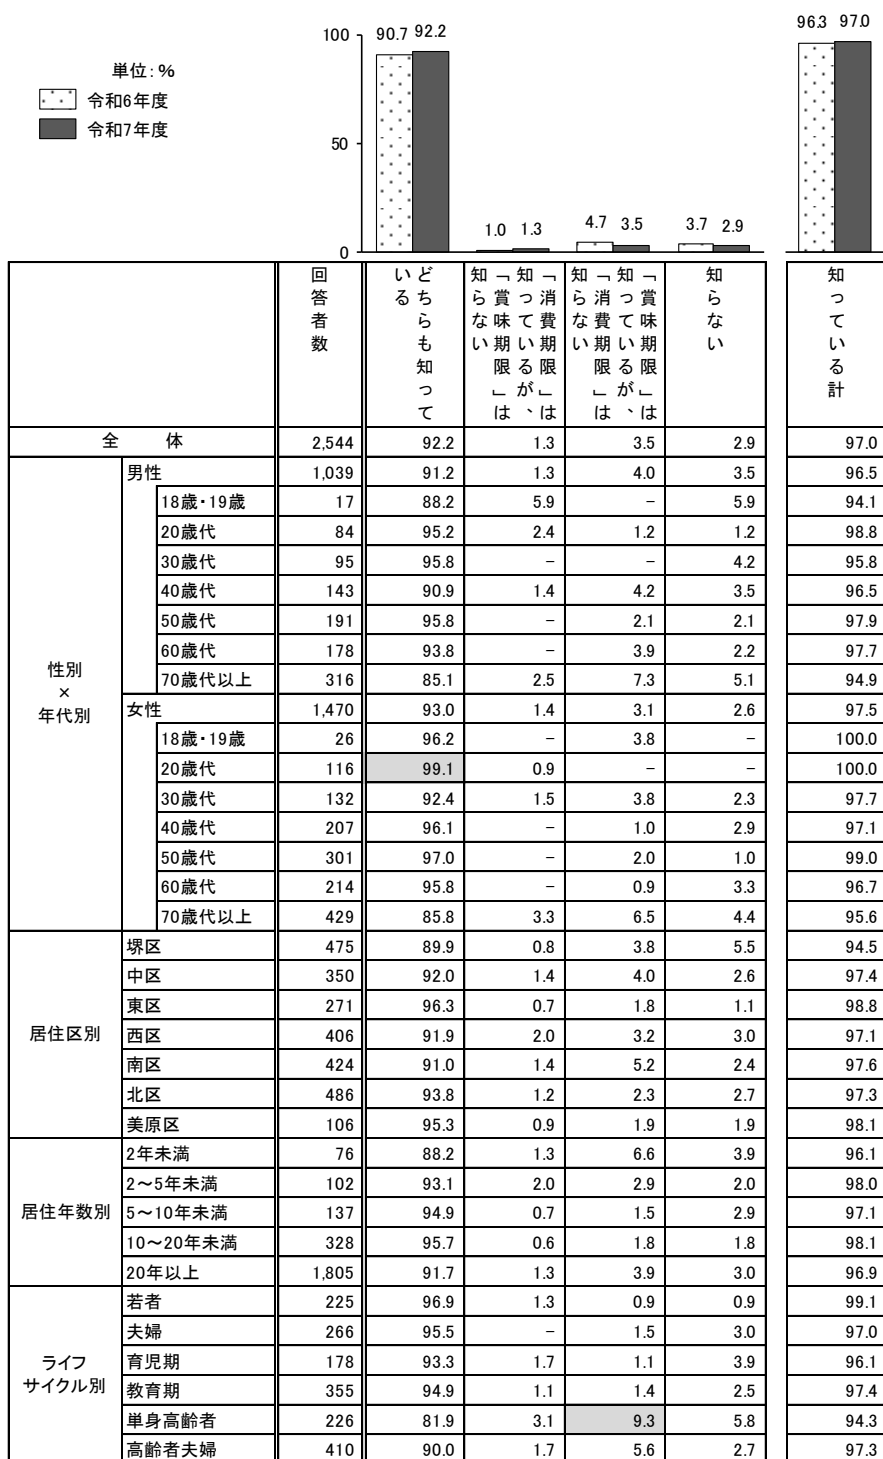 単位：%
令和6年度
令和7年度
100
50
0
90.7 92.2
1.0 1.3
4.7 3.5
3.7 2.9
96.3 97.0
回答者数
どちらも知っている
「消費期限」は知っているが、「賞味期限」は知らない
「賞味期限」は知っているが、「消費期限」は知らない
知らない
知っている計
全体 2,544 92.2 1.3 3.5 2.9 97.0
性別×年代別
男性 1,039 91.2 1.3 4.0 3.5 96.5
18歳・19歳 17 88.2 5.9 － 5.9 94.1
20歳代 84 95.2 2.4 1.2 1.2 98.8
30歳代 95 95.8 － － 4.2 95.8
40歳代 143 90.9 1.4 4.2 3.5 96.5
50歳代 191 95.8 － 2.1 2.1 97.9
60歳代 178 93.8 － 3.9 2.2 97.7
70歳代以上 316 85.1 2.5 7.3 5.1 94.9
女性 1,470 93.0 1.4 3.1 2.6 97.5
18歳・19歳 26 96.2 － 3.8 － 100.0
20歳代 116 99.1 0.9 － － 100.0
30歳代 132 92.4 1.5 3.8 2.3 97.7
40歳代 207 96.1 － 1.0 2.9 97.1
50歳代 301 97.0 － 2.0 1.0 99.0
60歳代 214 95.8 － 0.9 3.3 96.7
70歳代以上 429 85.8 3.3 6.5 4.4 95.6
居住区別
堺区 475 89.9 0.8 3.8 5.5 94.5
中区 350 92.0 1.4 4.0 2.6 97.4
東区 271 96.3 0.7 1.8 1.1 98.8
西区 406 91.9 2.0 3.2 3.0 97.1
南区 424 91.0 1.4 5.2 2.4 97.6
北区 486 93.8 1.2 2.3 2.7 97.3
美原区 106 95.3 0.9 1.9 1.9 98.1
居住年数別
2年未満 76 88.2 1.3 6.6 3.9 96.1
2～5年未満 102 93.1 2.0 2.9 2.0 98.0
5～10年未満 137 94.9 0.7 1.5 2.9 97.1
10～20年未満 328 95.7 0.6 1.8 1.8 98.1
20年以上 1,805 91.7 1.3 3.9 3.0 96.9
ライフサイクル別
若者 225 96.9 1.3 0.9 0.9 99.1
夫婦 266 95.5 － 1.5 3.0 97.0
育児期 178 93.3 1.7 1.1 3.9 96.1
教育期 355 94.9 1.1 1.4 2.5 97.4
単身高齢者 226 81.9 3.1 9.3 5.8 94.3
高齢者夫婦 410 90.0 1.7 5.6 2.7 97.3